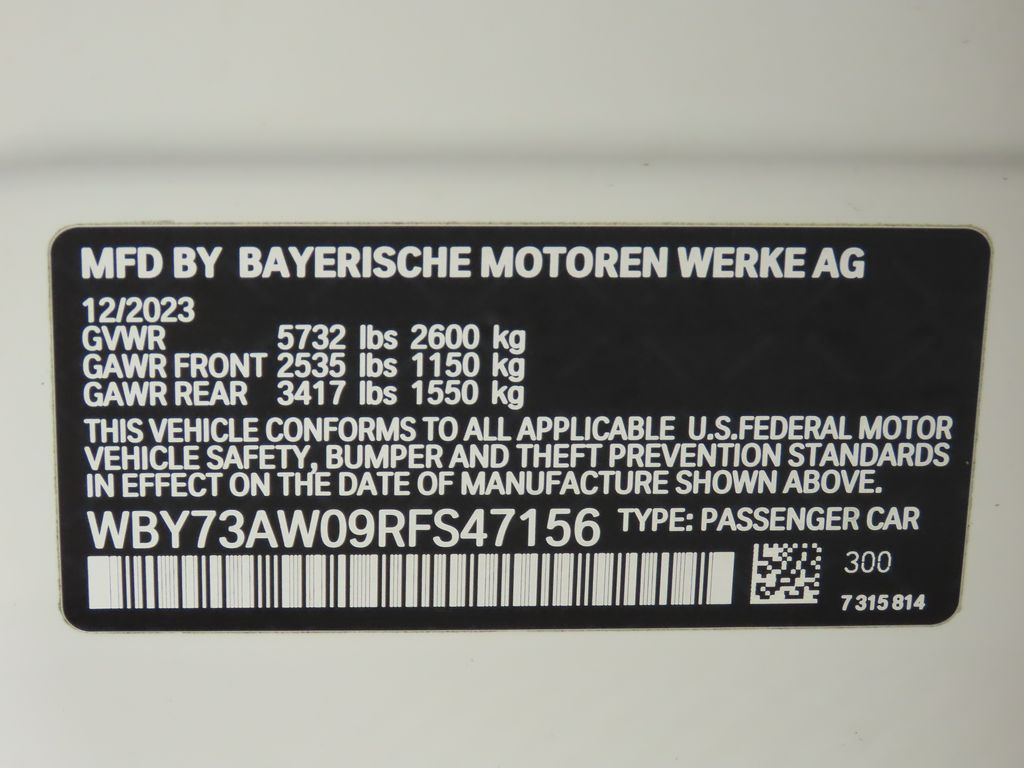 MFD BY BAYERISCHE MOTOREN WERKE AG
12/2023
GVWR 5732 lbs 2600 kg
GAWR FRONT 2535 lbs 1150 kg
GAWR REAR 3417 lbs 1550 kg
THIS VEHICLE CONFORMS TO ALL APPLICABLE U.S.FEDERAL MOTOR
VEHICLE SAFETY, BUMPER AND THEFT PREVENTION STANDARDS
IN EFFECT ON THE DATE OF MANUFACTURE SHOWN ABOVE.
WBY73AW09RFS47156 TYPE: PASSENGER CAR
300
7 315 814